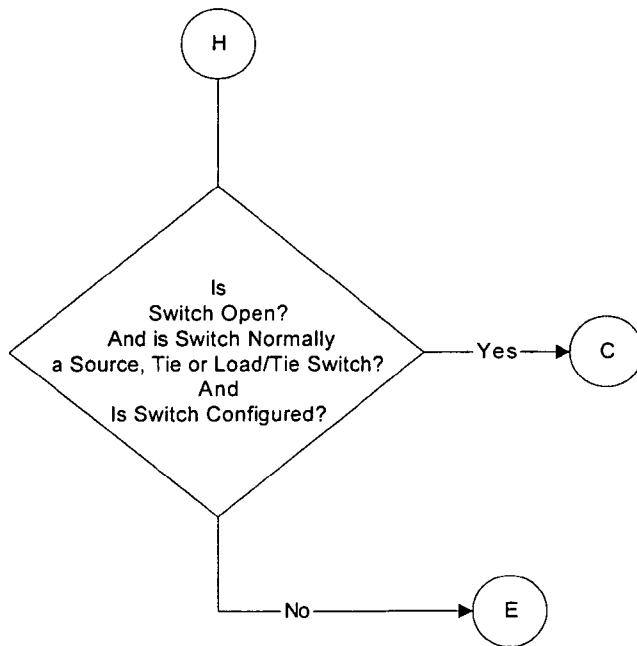 H
Is
Switch Open?
And is Switch Normally
a Source, Tie or Load/Tie Switch?
And
Is Switch Configured?
Yes
C
No
E